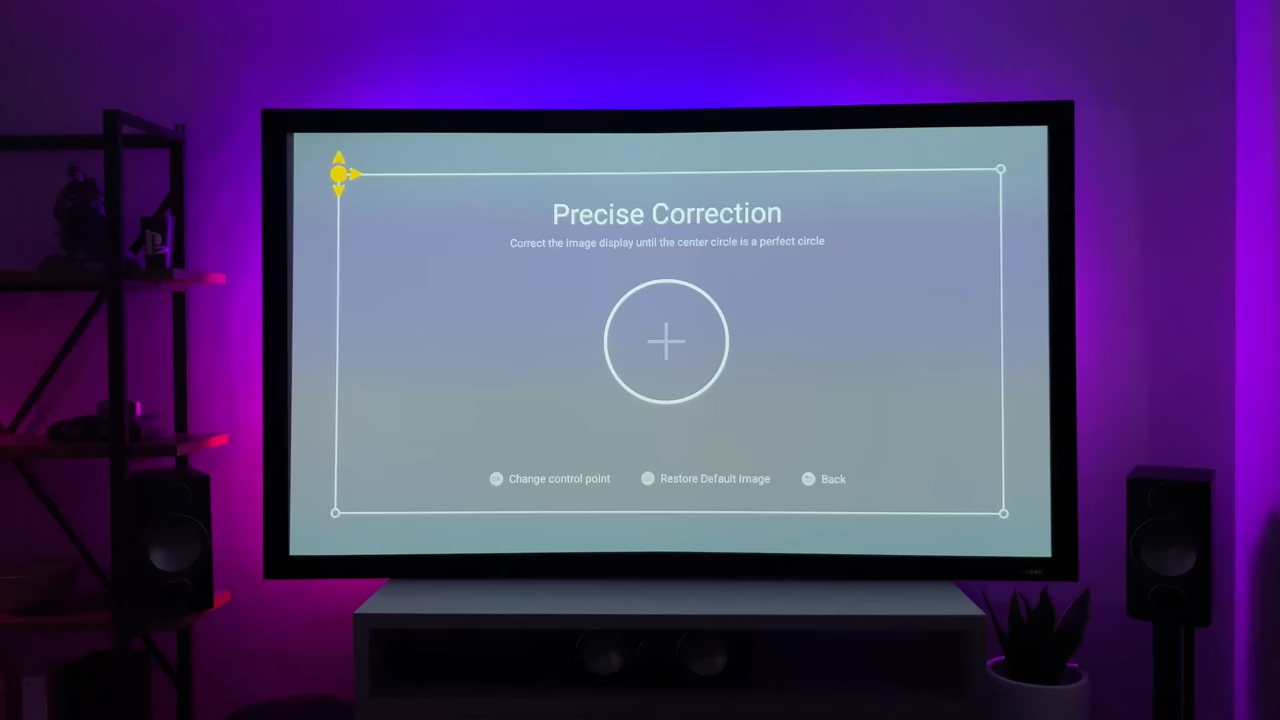 Precise Correction
Correct the image display until the center circle is a perfect circle
Change control point
Restore Default Image
Back